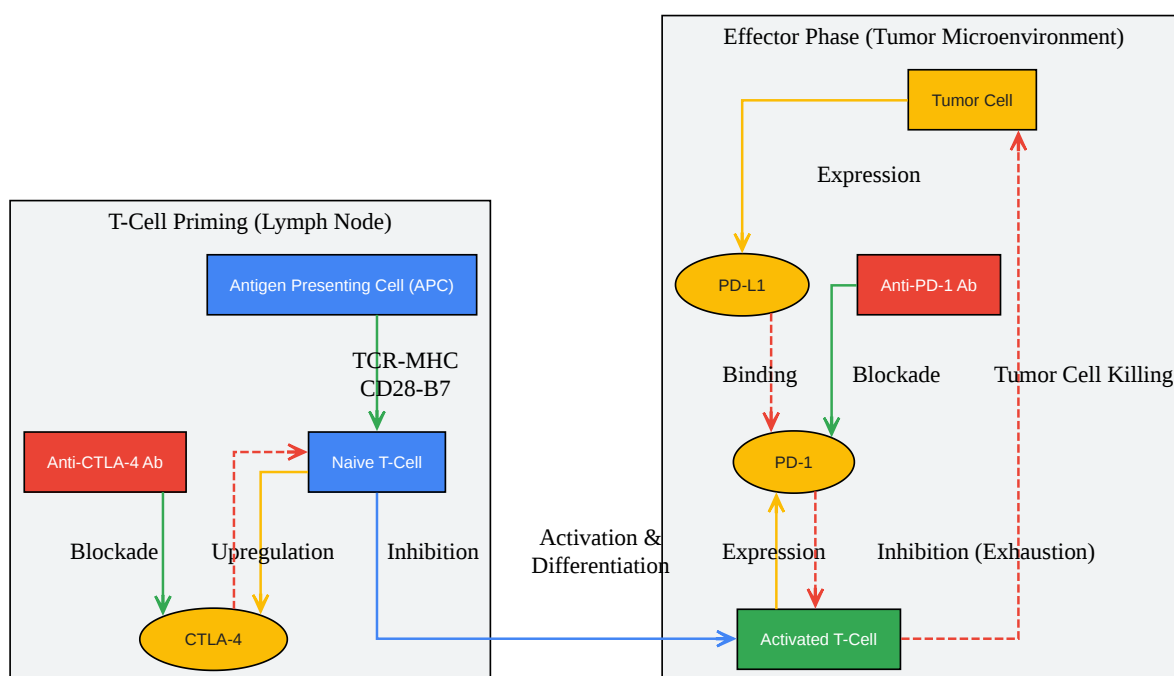 Effector Phase (Tumor Microenvironment)
Tumor Cell
Expression
T-Cell Priming (Lymph Node)
Antigen Presenting Cell (APC)
PD-L1
Anti-PD-1 Ab
TCR-MHC
CD28-B7
Binding
Blockade
Tumor Cell Killing
Anti-CTLA-4 Ab
Naive T-Cell
PD-1
Blockade
Upregulation
Inhibition
Activation &
Differentiation
Expression
Inhibition (Exhaustion)
CTLA-4
Activated T-Cell